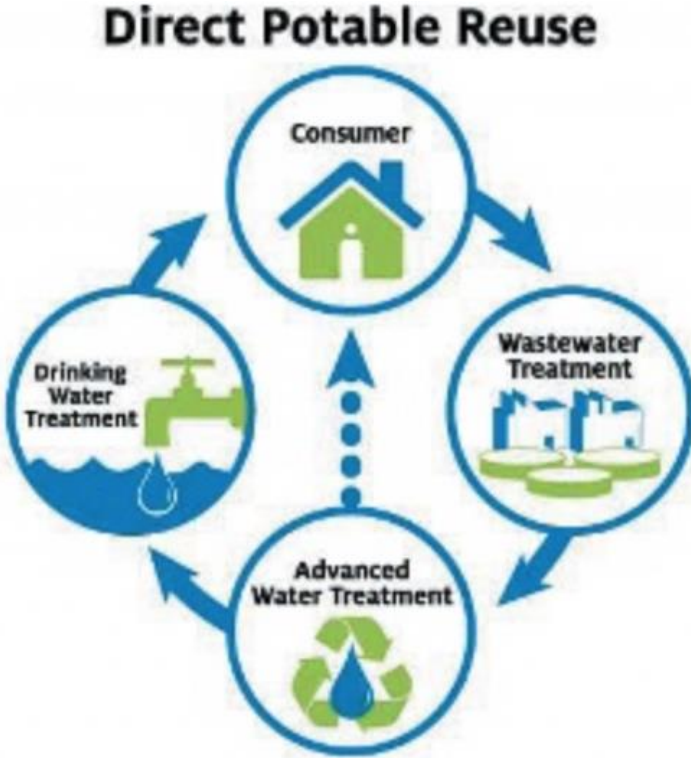 Direct Potable Reuse
Consumer
Wastewater
Treatment
Drinking
Water
Treatment
Advanced
Water Treatment